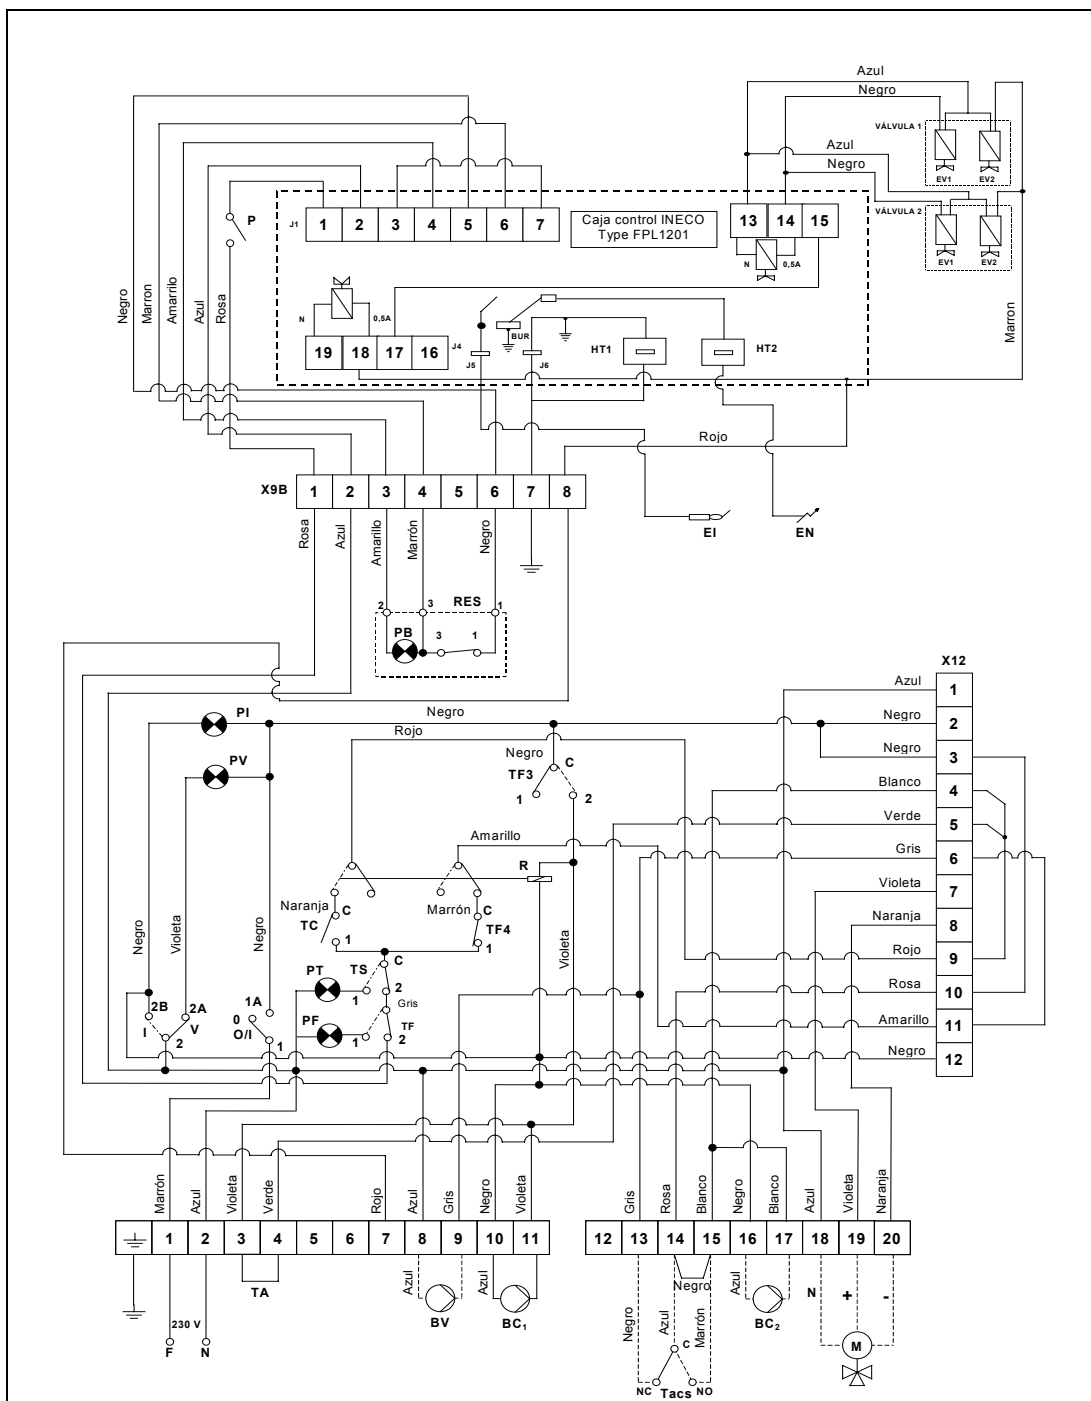 Azul
Negro
VÁLVULA 1
EV1 EV2
Azul
Negro
VÁLVULA 2
EV1 EV2
P
J1 1 2 3 4 5 6 7
Caja control INECO
Type FPL1201
13 14 15
N 0,5A
Negro
Marron
Amarrilo
Azul
Rosa
N 0,5A
19 18 17 16 J4
J5
BUR
J6
HT1
HT2
Marron
Rojo
X9B 1 2 3 4 5 6 7 8
EI
EN
Rosa
Azul
Amarillo
Marrón
Negro
2 3 RES 1
PB 3 1
X12
Azul 1
Negro 2
Negro 3
Blanco 4
Verde 5
Gris 6
Violeta 7
Naranja 8
Rojo 9
Rosa 10
Amarillo 11
Negro 12
PI
Negro
Rojo
PV
Negro
TF3 C
1 2
Amarillo
R
Naranja C
TC
1
Marrón C
TF4
1
Negro
Violeta
Negro
Violeta
PT TS C
1 2
Gris
PF TF
1 2
2B 2A
I V
2
1A
0
O/I
1
Marrón
Azul
Violeta
Verde
Rojo
Azul
Gris
Negro
Violeta
Gris
Rosa
Blanco
Negro
Blanco
Azul
Violeta
Naranja
1 2 3 4 5 6 7 8 9 10 11
12 13 14 15 16 17 18 19 20
TA
Azul
BV
Azul
BC1
230 V
F N
Negro
Negro
Azul
Marrón
C
NC Tacs NO
Azul
BC2
N + -
M